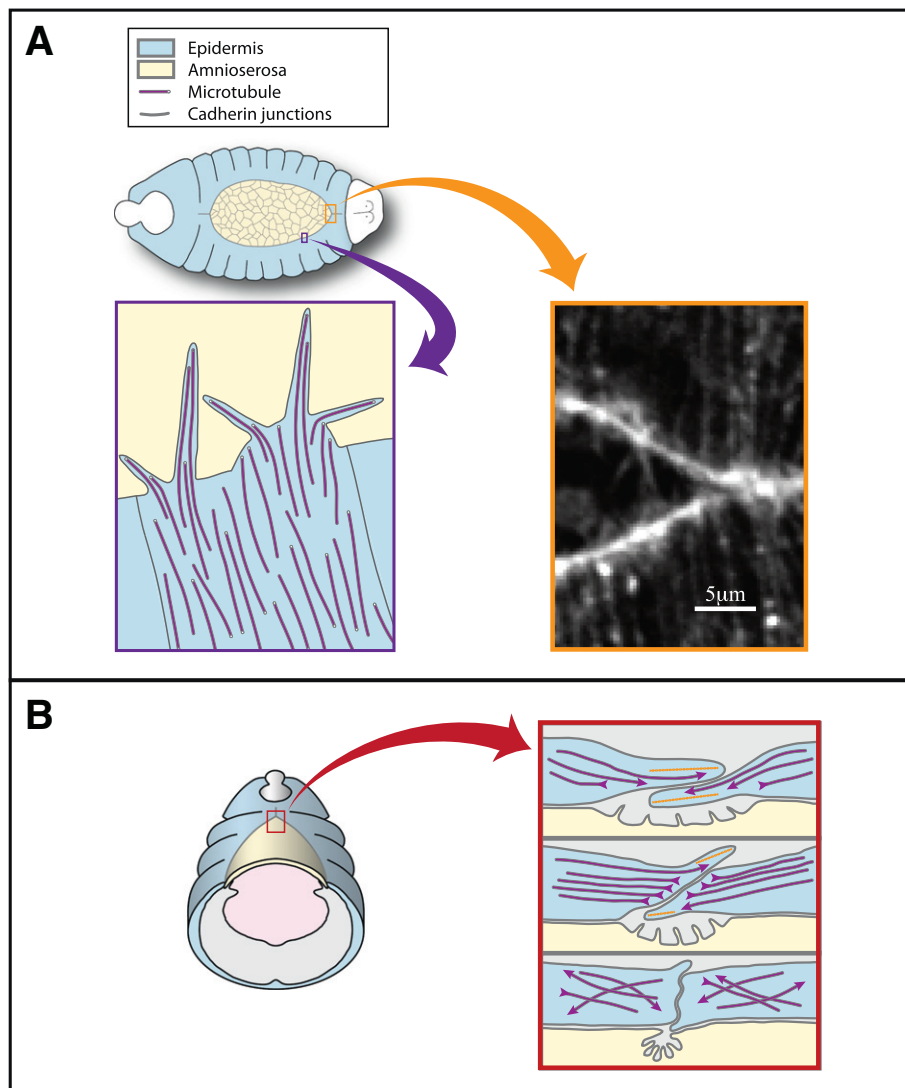 A
Epidermis
Amnioserosa
Microtubule
Cadherin junctions
5μm
B